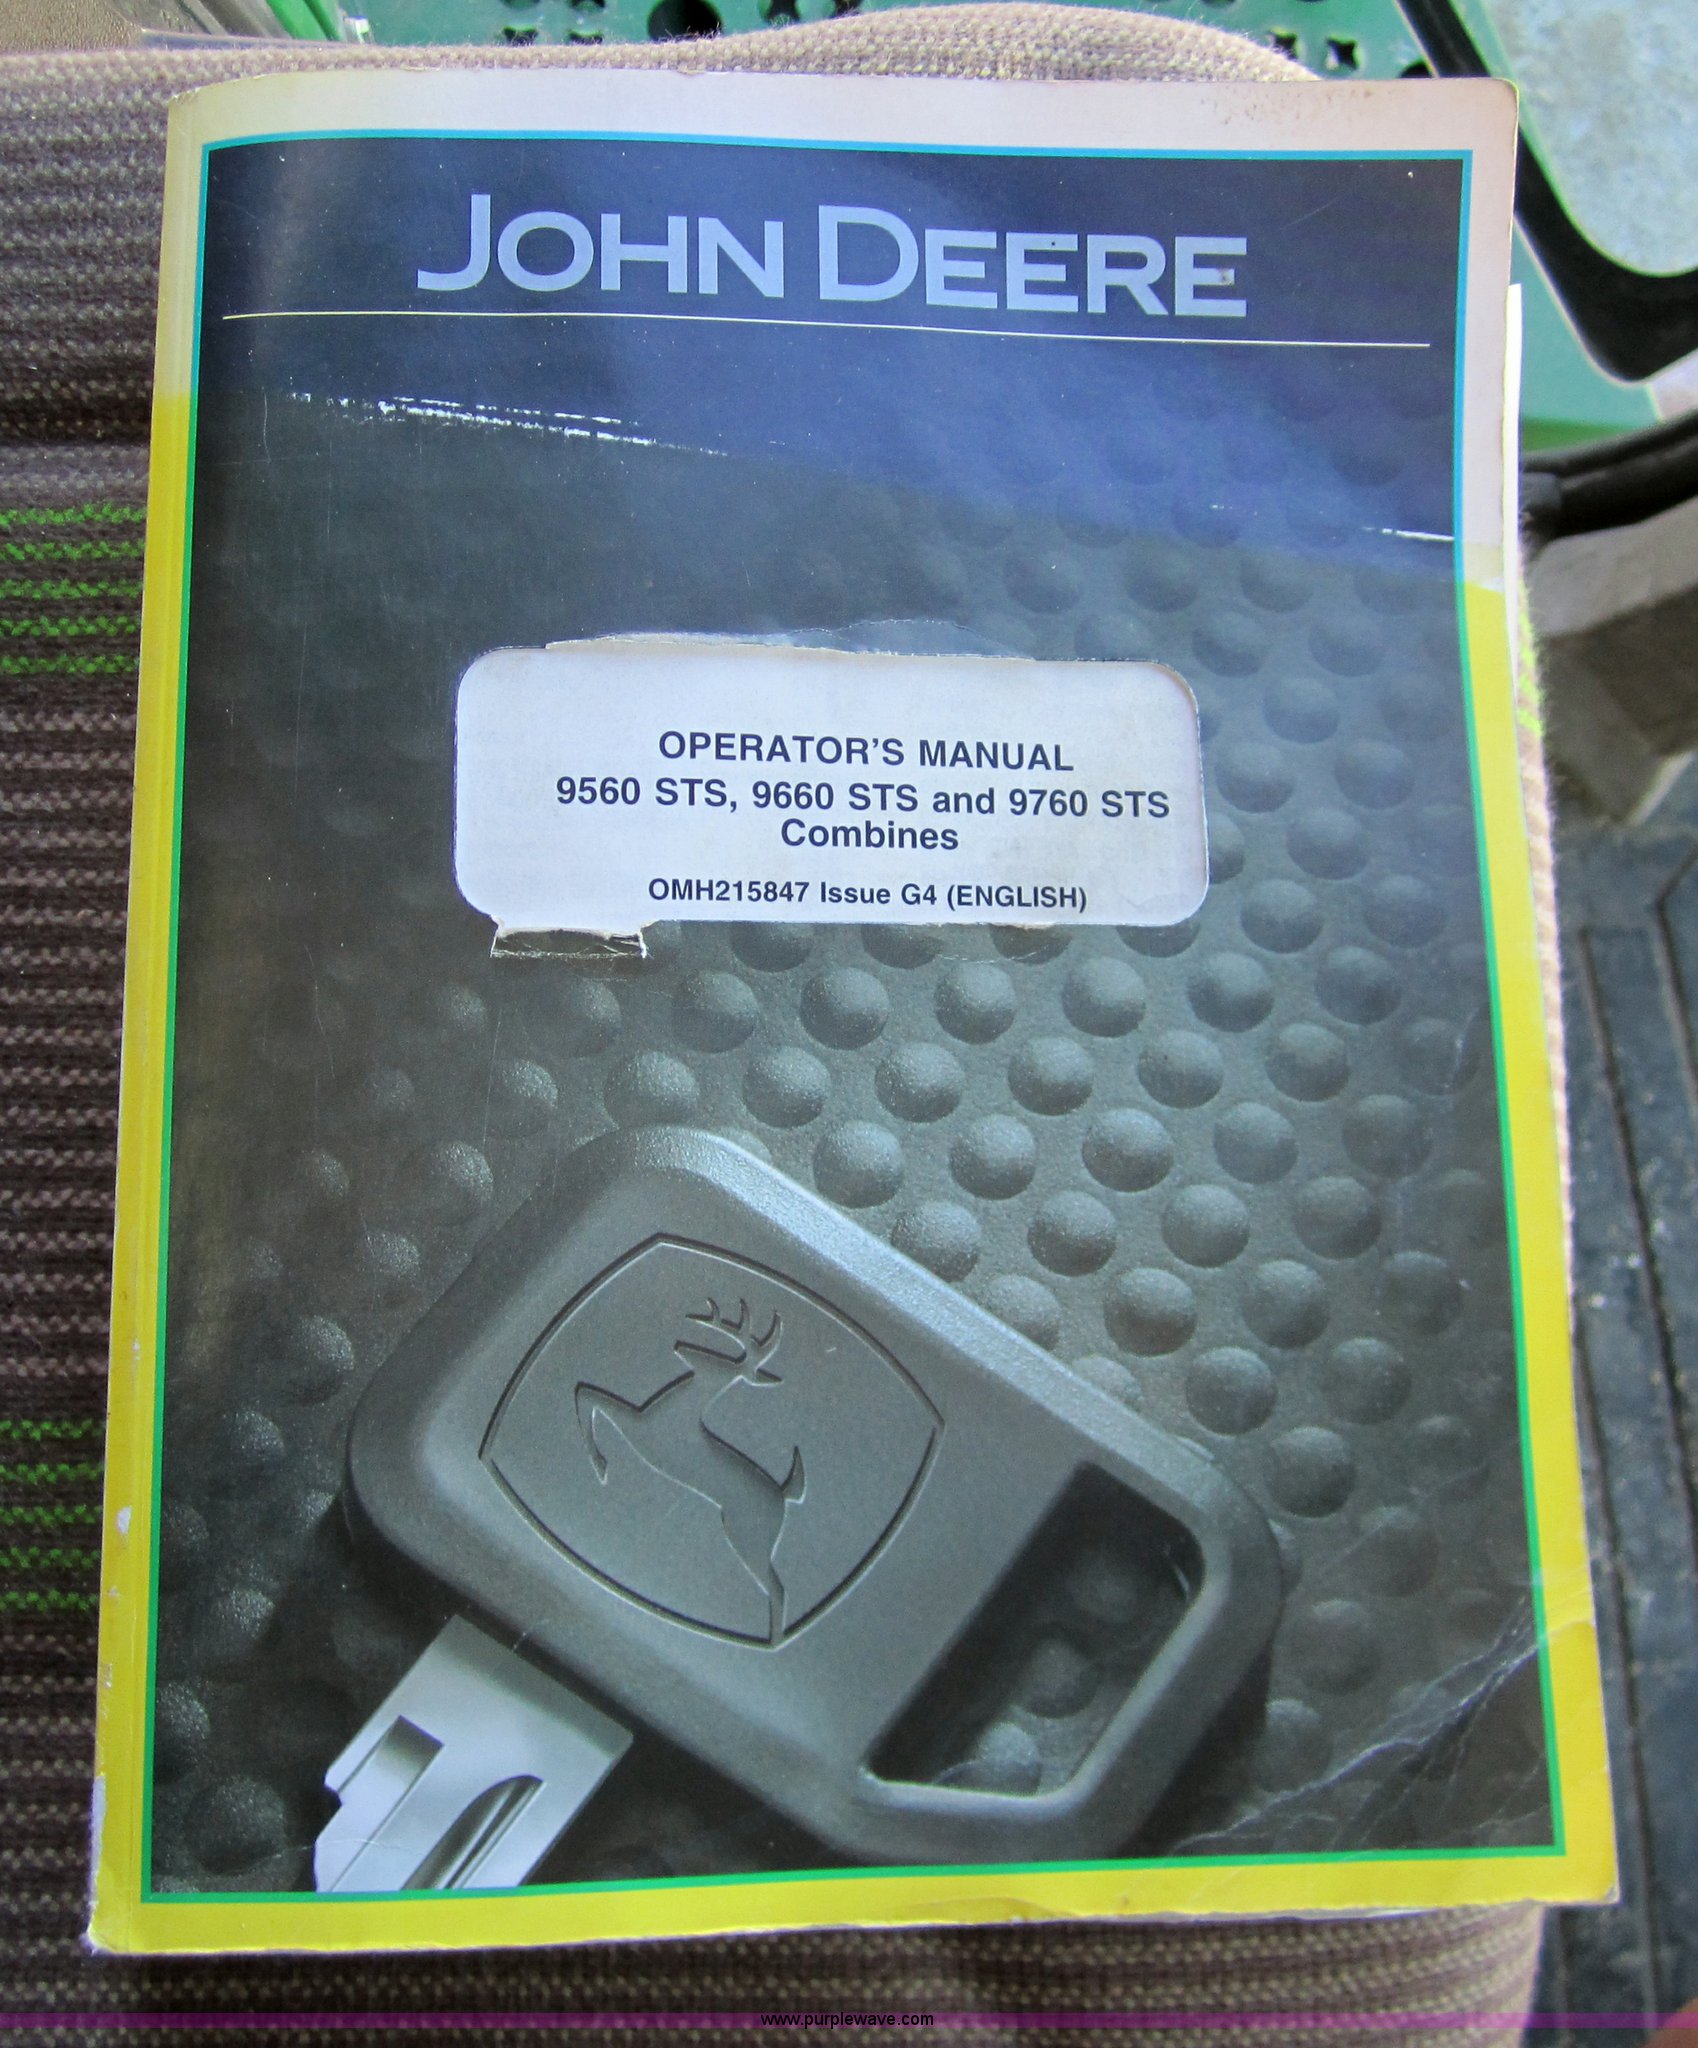 JOHN DEERE
OPERATOR'S MANUAL
9560 STS, 9660 STS and 9760 STS
Combines
OMH215847 Issue G4 (ENGLISH)
www.purplewave.com